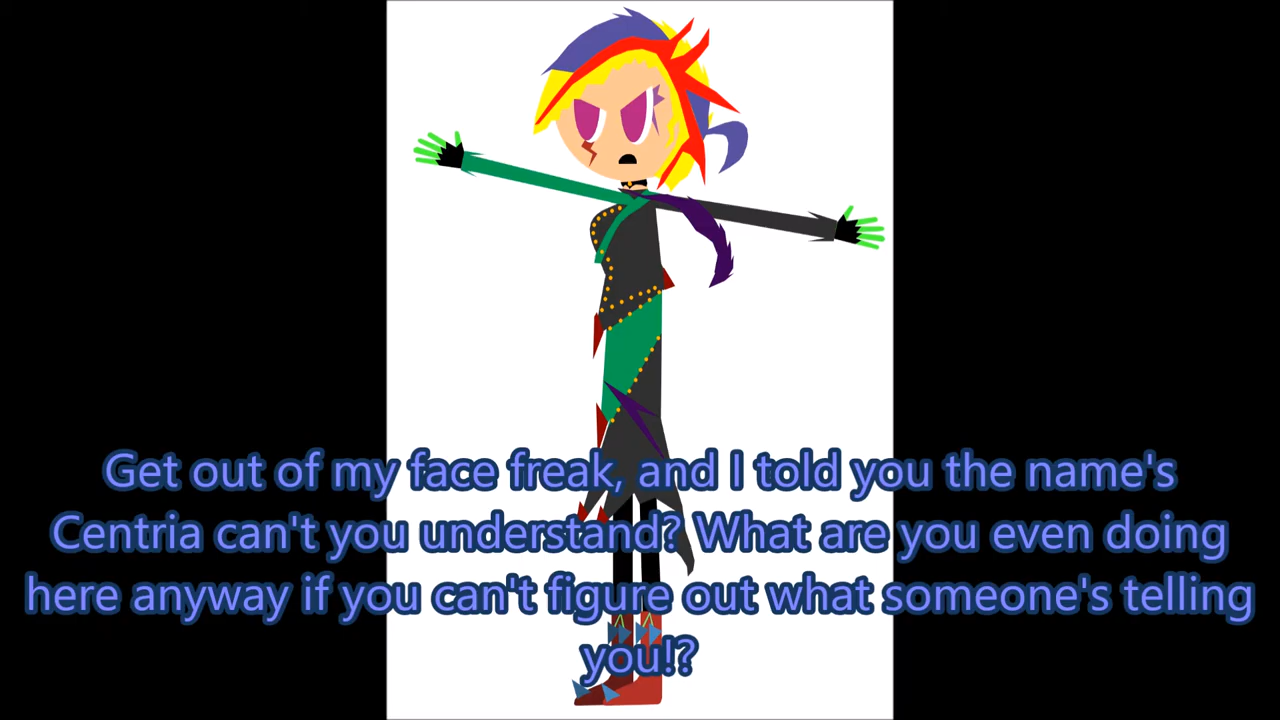 Get out of my face freak, and I told you the name's
Centria can't you understand? What are you even doing
here anyway if you can't figure out what someone's telling
you!?